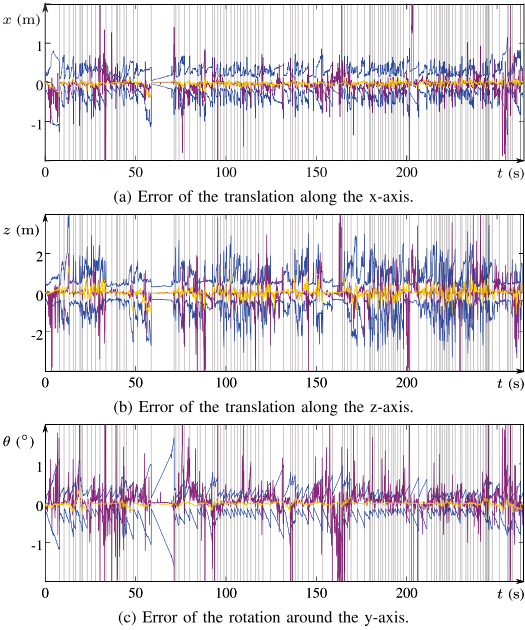 x (m)
1
0
-1
0 50 100 150 200 t (s)
(a) Error of the translation along the x-axis.
z (m)
2
0
-2
0 50 100 150 200 t (s)
(b) Error of the translation along the z-axis.
θ (°)
1
0
-1
0 50 100 150 200 t (s)
(c) Error of the rotation around the y-axis.